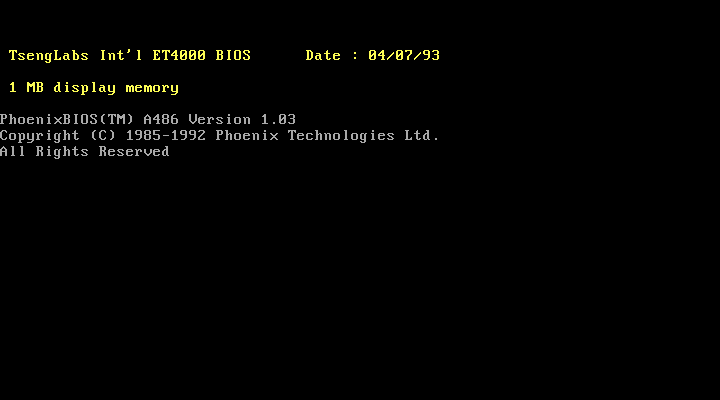 TsengLabs Int'l ET4000 BIOS      Date : 04/07/93
1 MB display memory
PhoenixBIOS(TM) A486 Version 1.03
Copyright (C) 1985-1992 Phoenix Technologies Ltd.
All Rights Reserved